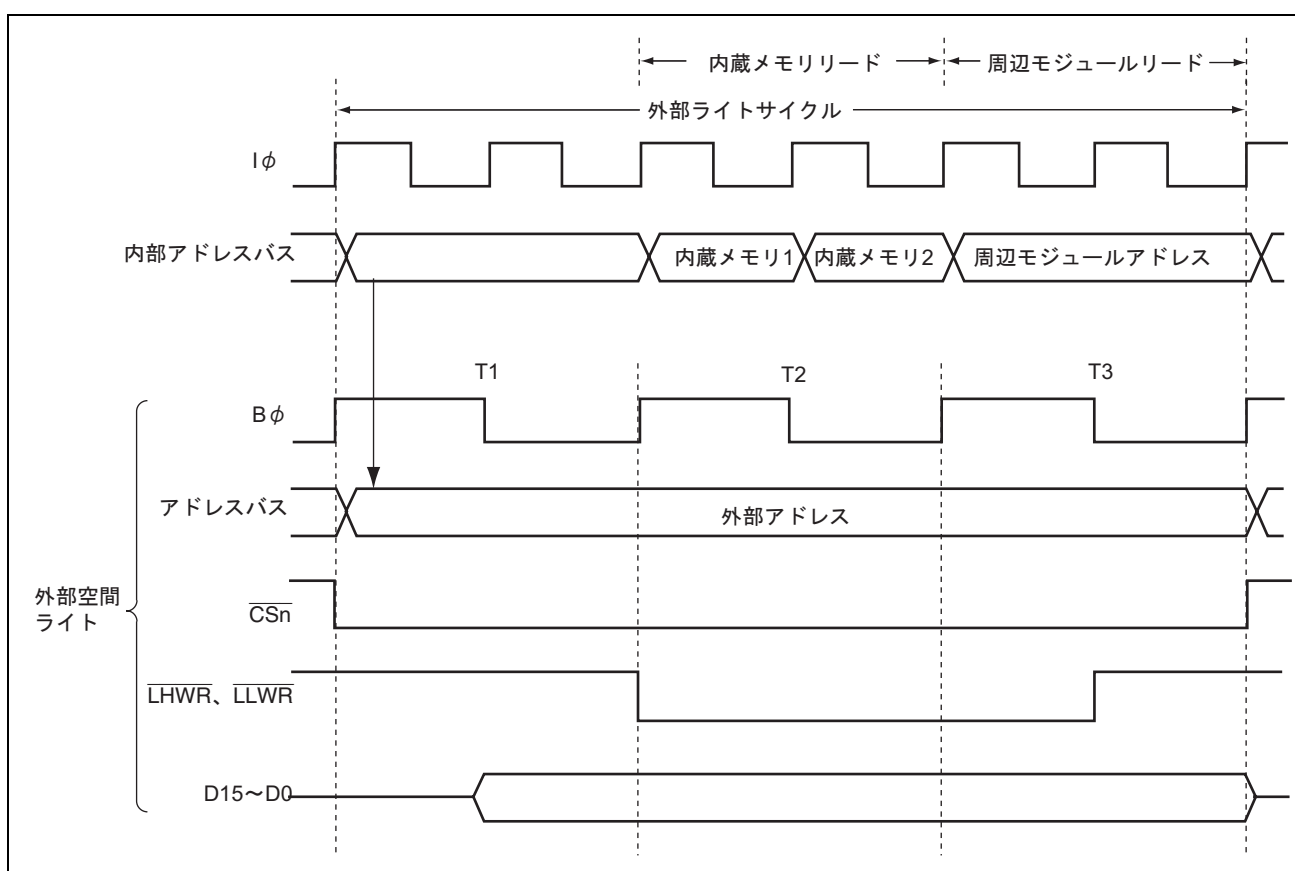 内蔵メモリリード 周辺モジュールリード
外部ライトサイクル
Iφ
内部アドレスバス 内蔵メモリ1 内蔵メモリ2 周辺モジュールアドレス
T1 T2 T3
Bφ
アドレスバス 外部アドレス
外部空間
ライト
CSn
LHWR、LLWR
D15～D0